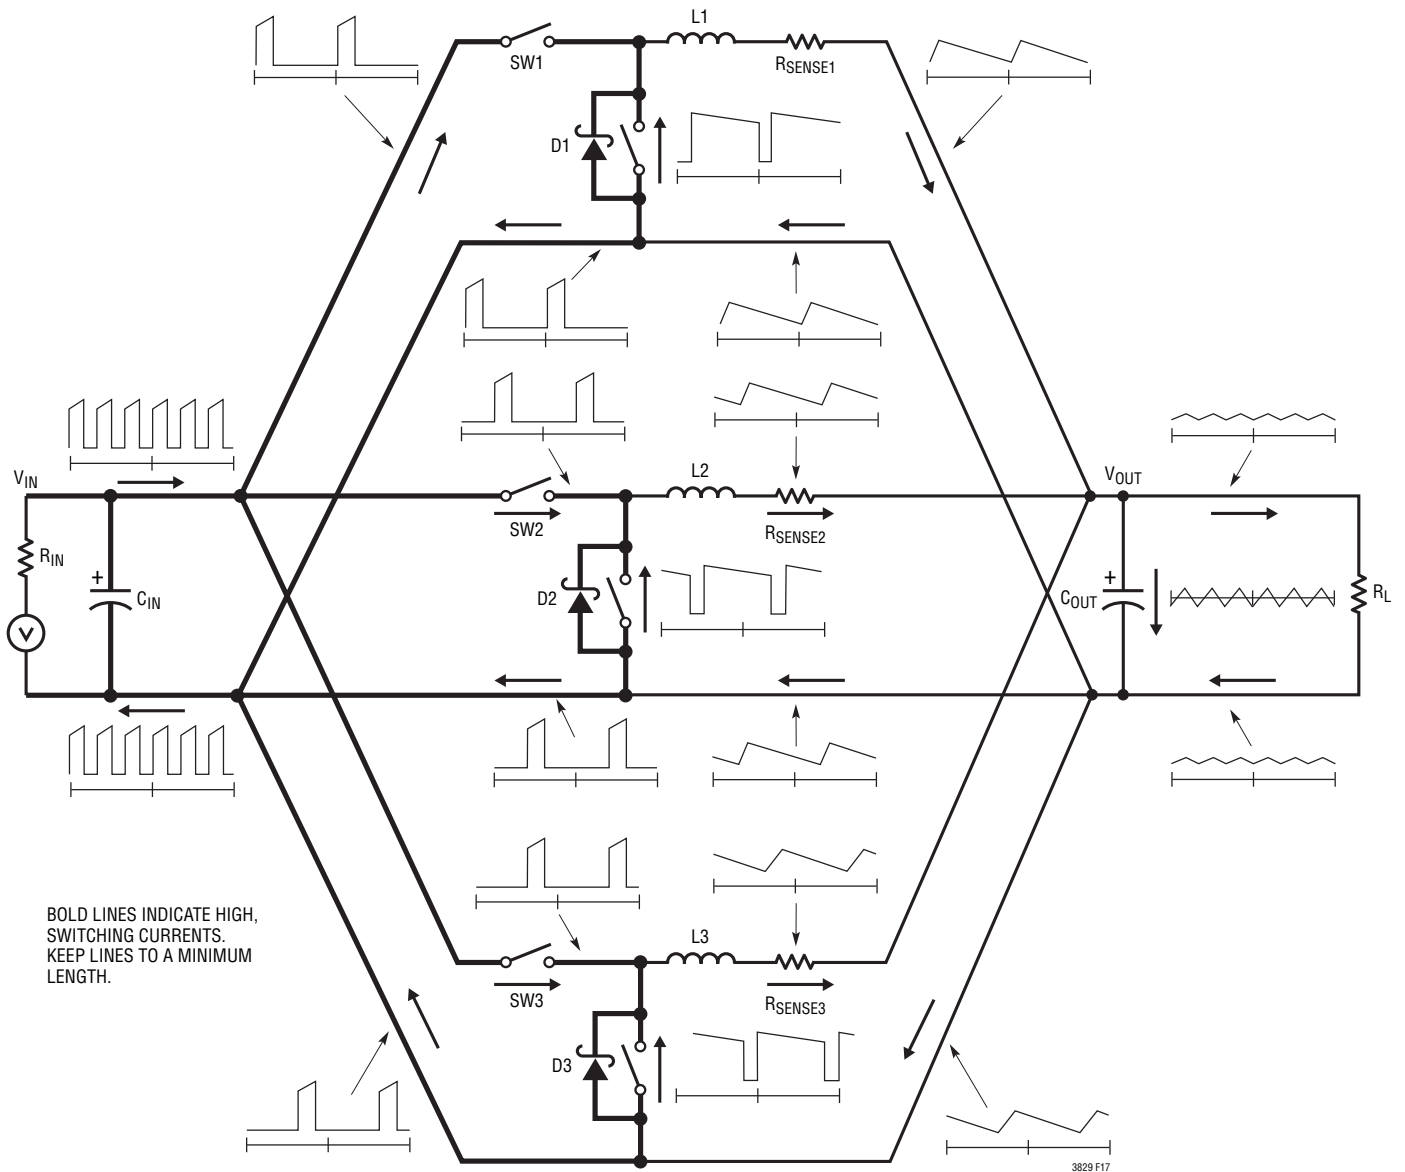 L1
SW1
RSENSE1
D1
VIN
L2
VOUT
SW2
RSENSE2
RIN
+
CIN
D2
+
COUT
RL
V
BOLD LINES INDICATE HIGH,
SWITCHING CURRENTS.
KEEP LINES TO A MINIMUM
LENGTH.
L3
SW3
RSENSE3
D3
3829 F17